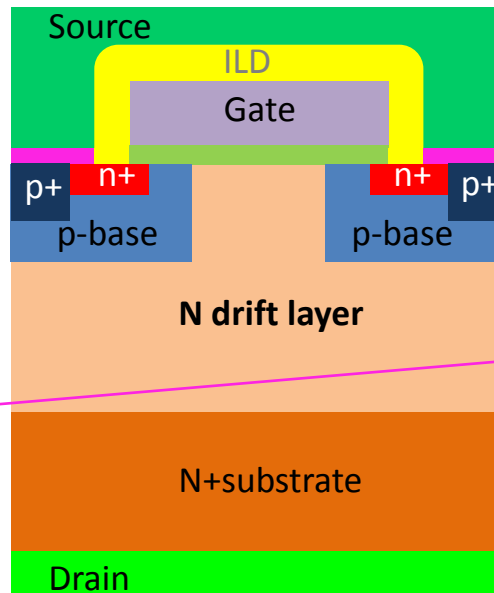 Source
ILD
Gate
n+
n+
p+
p+
p-base
p-base
N drift layer
N+substrate
Drain